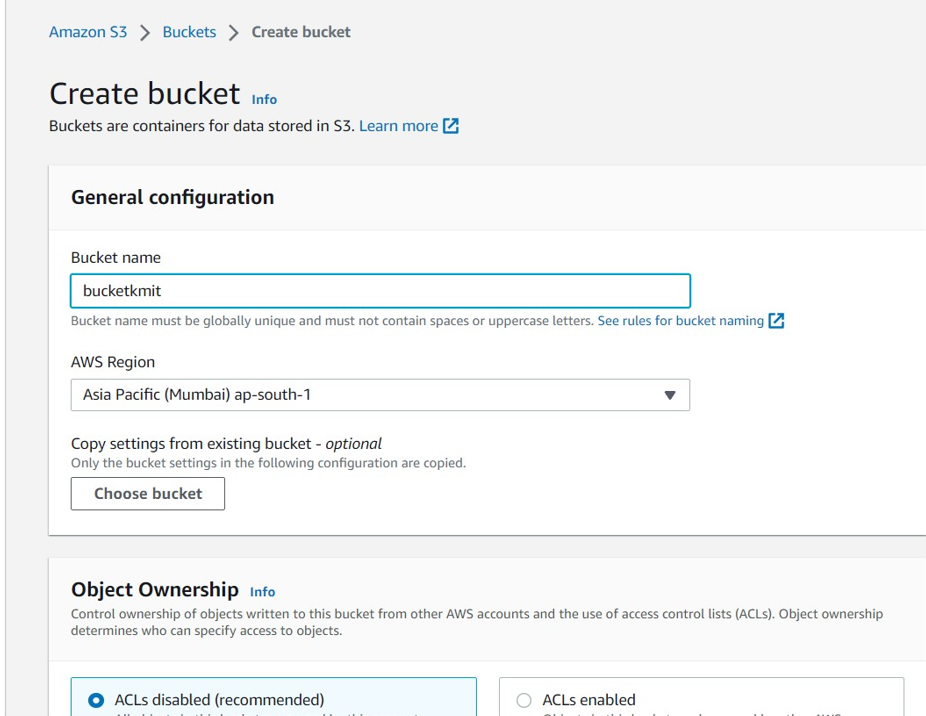 Amazon S3 > Buckets > Create bucket
Create bucket Info
Buckets are containers for data stored in S3. Learn more
General configuration
Bucket name
bucketkmit
Bucket name must be globally unique and must not contain spaces or uppercase letters. See rules for bucket naming
AWS Region
Asia Pacific (Mumbai) ap-south-1
Copy settings from existing bucket - optional
Only the bucket settings in the following configuration are copied.
Choose bucket
Object Ownership Info
Control ownership of objects written to this bucket from other AWS accounts and the use of access control lists (ACLs). Object ownership
determines who can specify access to objects.
ACLs disabled (recommended)
ACLs enabled